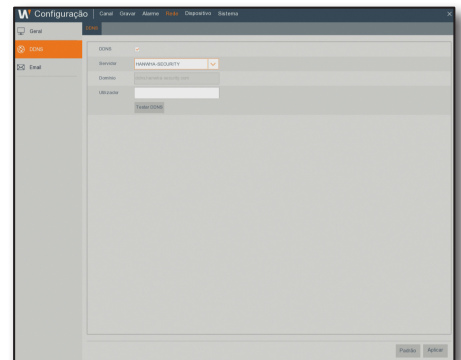 Configuração Canal Gravar Alarme Rede Dispositivo Sistema
Geral
DDNS
DDNS
Email
DDNS
Servidor HANWHA-SECURITY
Domínio
Utilizador
Testar DDNS
Padrão Aplicar